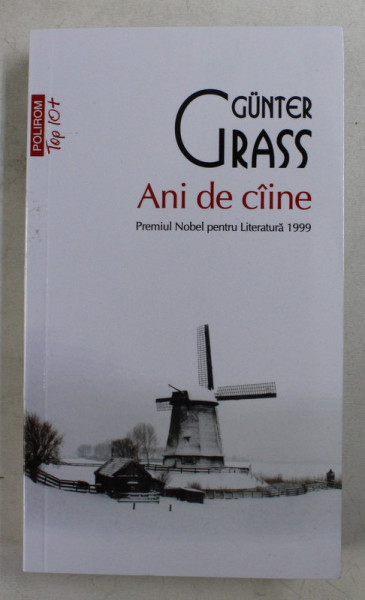 POLIROM
Top 10+
GÜNTER
GRASS
Ani de cîine
Premiul Nobel pentru Literatură 1999